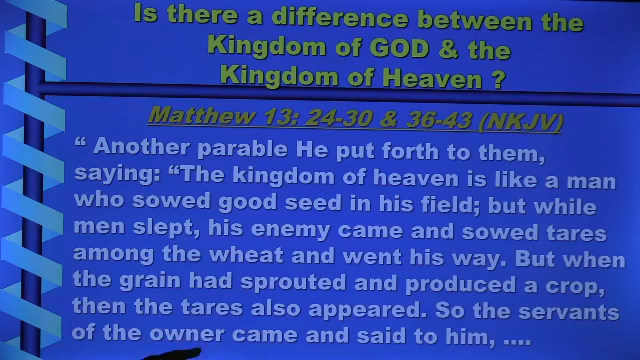 Is there a difference between the
Kingdom of GOD & the
Kingdom of Heaven ?
Matthew 13: 24-30 & 36-43 (NKJV)
“ Another parable He put forth to them,
saying: “The kingdom of heaven is like a man
who sowed good seed in his field; but while
men slept, his enemy came and sowed tares
among the wheat and went his way. But when
the grain had sprouted and produced a crop,
then the tares also appeared. So the servants
of the owner came and said to him, ....